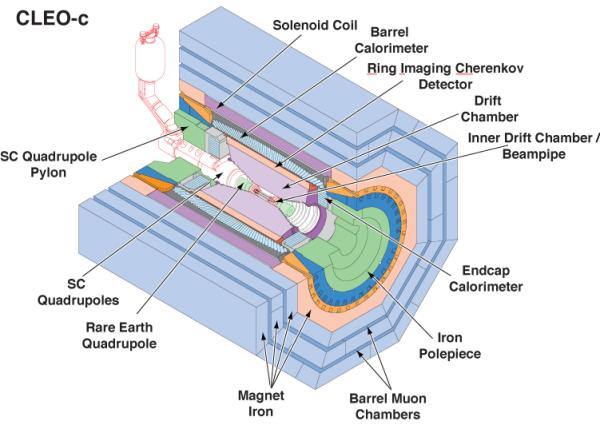 CLEO-c
Solenoid Coil
Barrel
Calorimeter
Ring Imaging Cherenkov
Detector
Drift
Chamber
Inner Drift Chamber /
Beampipe
SC Quadrupole
Pylon
SC
Quadrupoles
Rare Earth
Quadrupole
Magnet
Iron
Barrel Muon
Chambers
Iron
Polepiece
Endcap
Calorimeter